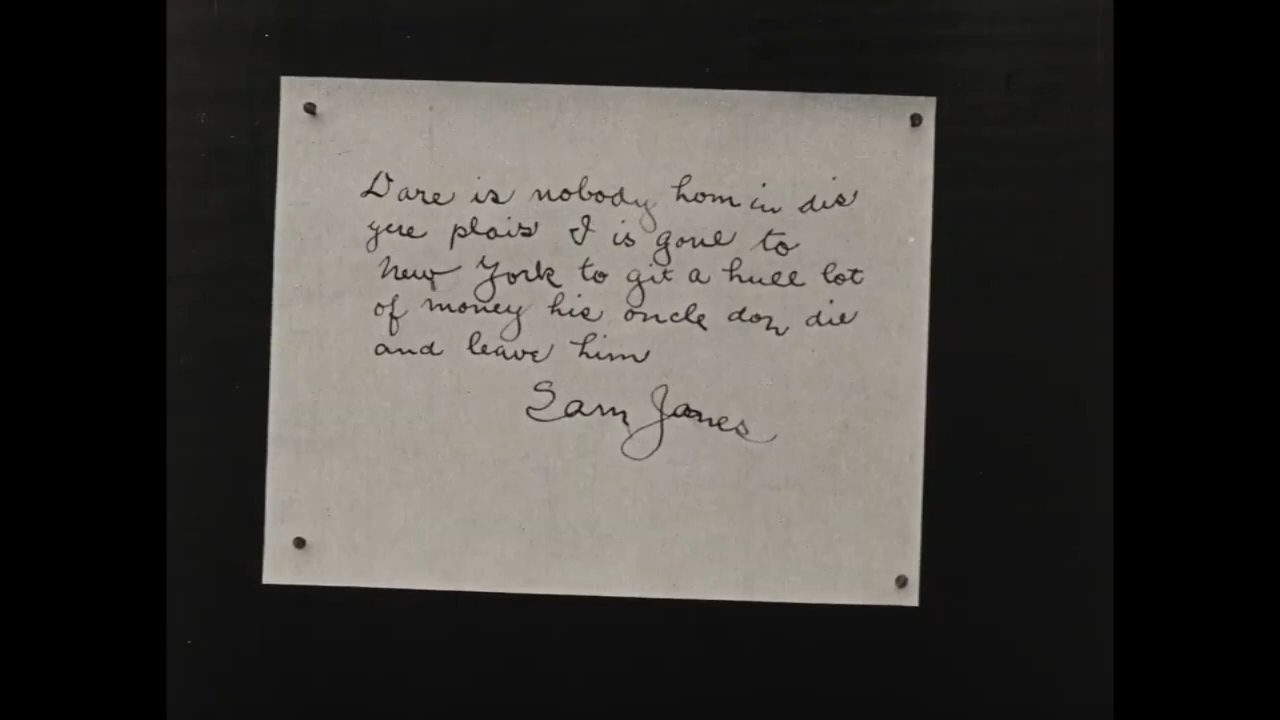 Dare is nobody hom in dis
yere plais I is gone to
New York to git a hull lot
of money his oncle don die
and leave him
Sam Jones